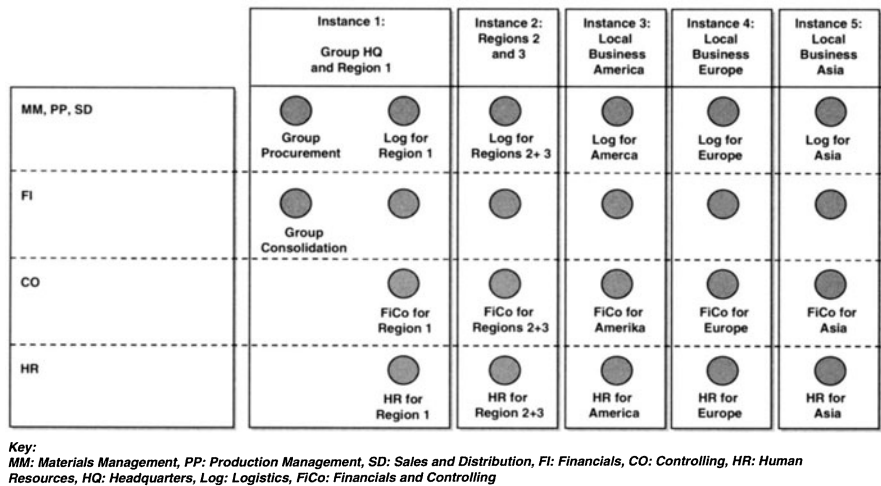 Instance 1:
Group HQ
and Region 1
Instance 2:
Regions 2
and 3
Instance 3:
Local
Business
America
Instance 4:
Local
Business
Europe
Instance 5:
Local
Business
Asia
MM, PP, SD
Group
Procurement
Log for
Region 1
Log for
Regions 2+ 3
Log for
Amerca
Log for
Europe
Log for
Asia
FI
Group
Consolidation
CO
FiCo for
Region 1
FiCo for
Regions 2+3
FiCo for
Amerika
FiCo for
Europe
FiCo for
Asia
HR
HR for
Region 1
HR for
Region 2+3
HR for
America
HR for
Europe
HR for
Asia
Key:
MM: Materials Management, PP: Production Management, SD: Sales and Distribution, FI: Financials, CO: Controlling, HR: Human
Resources, HQ: Headquarters, Log: Logistics, FiCo: Financials and Controlling